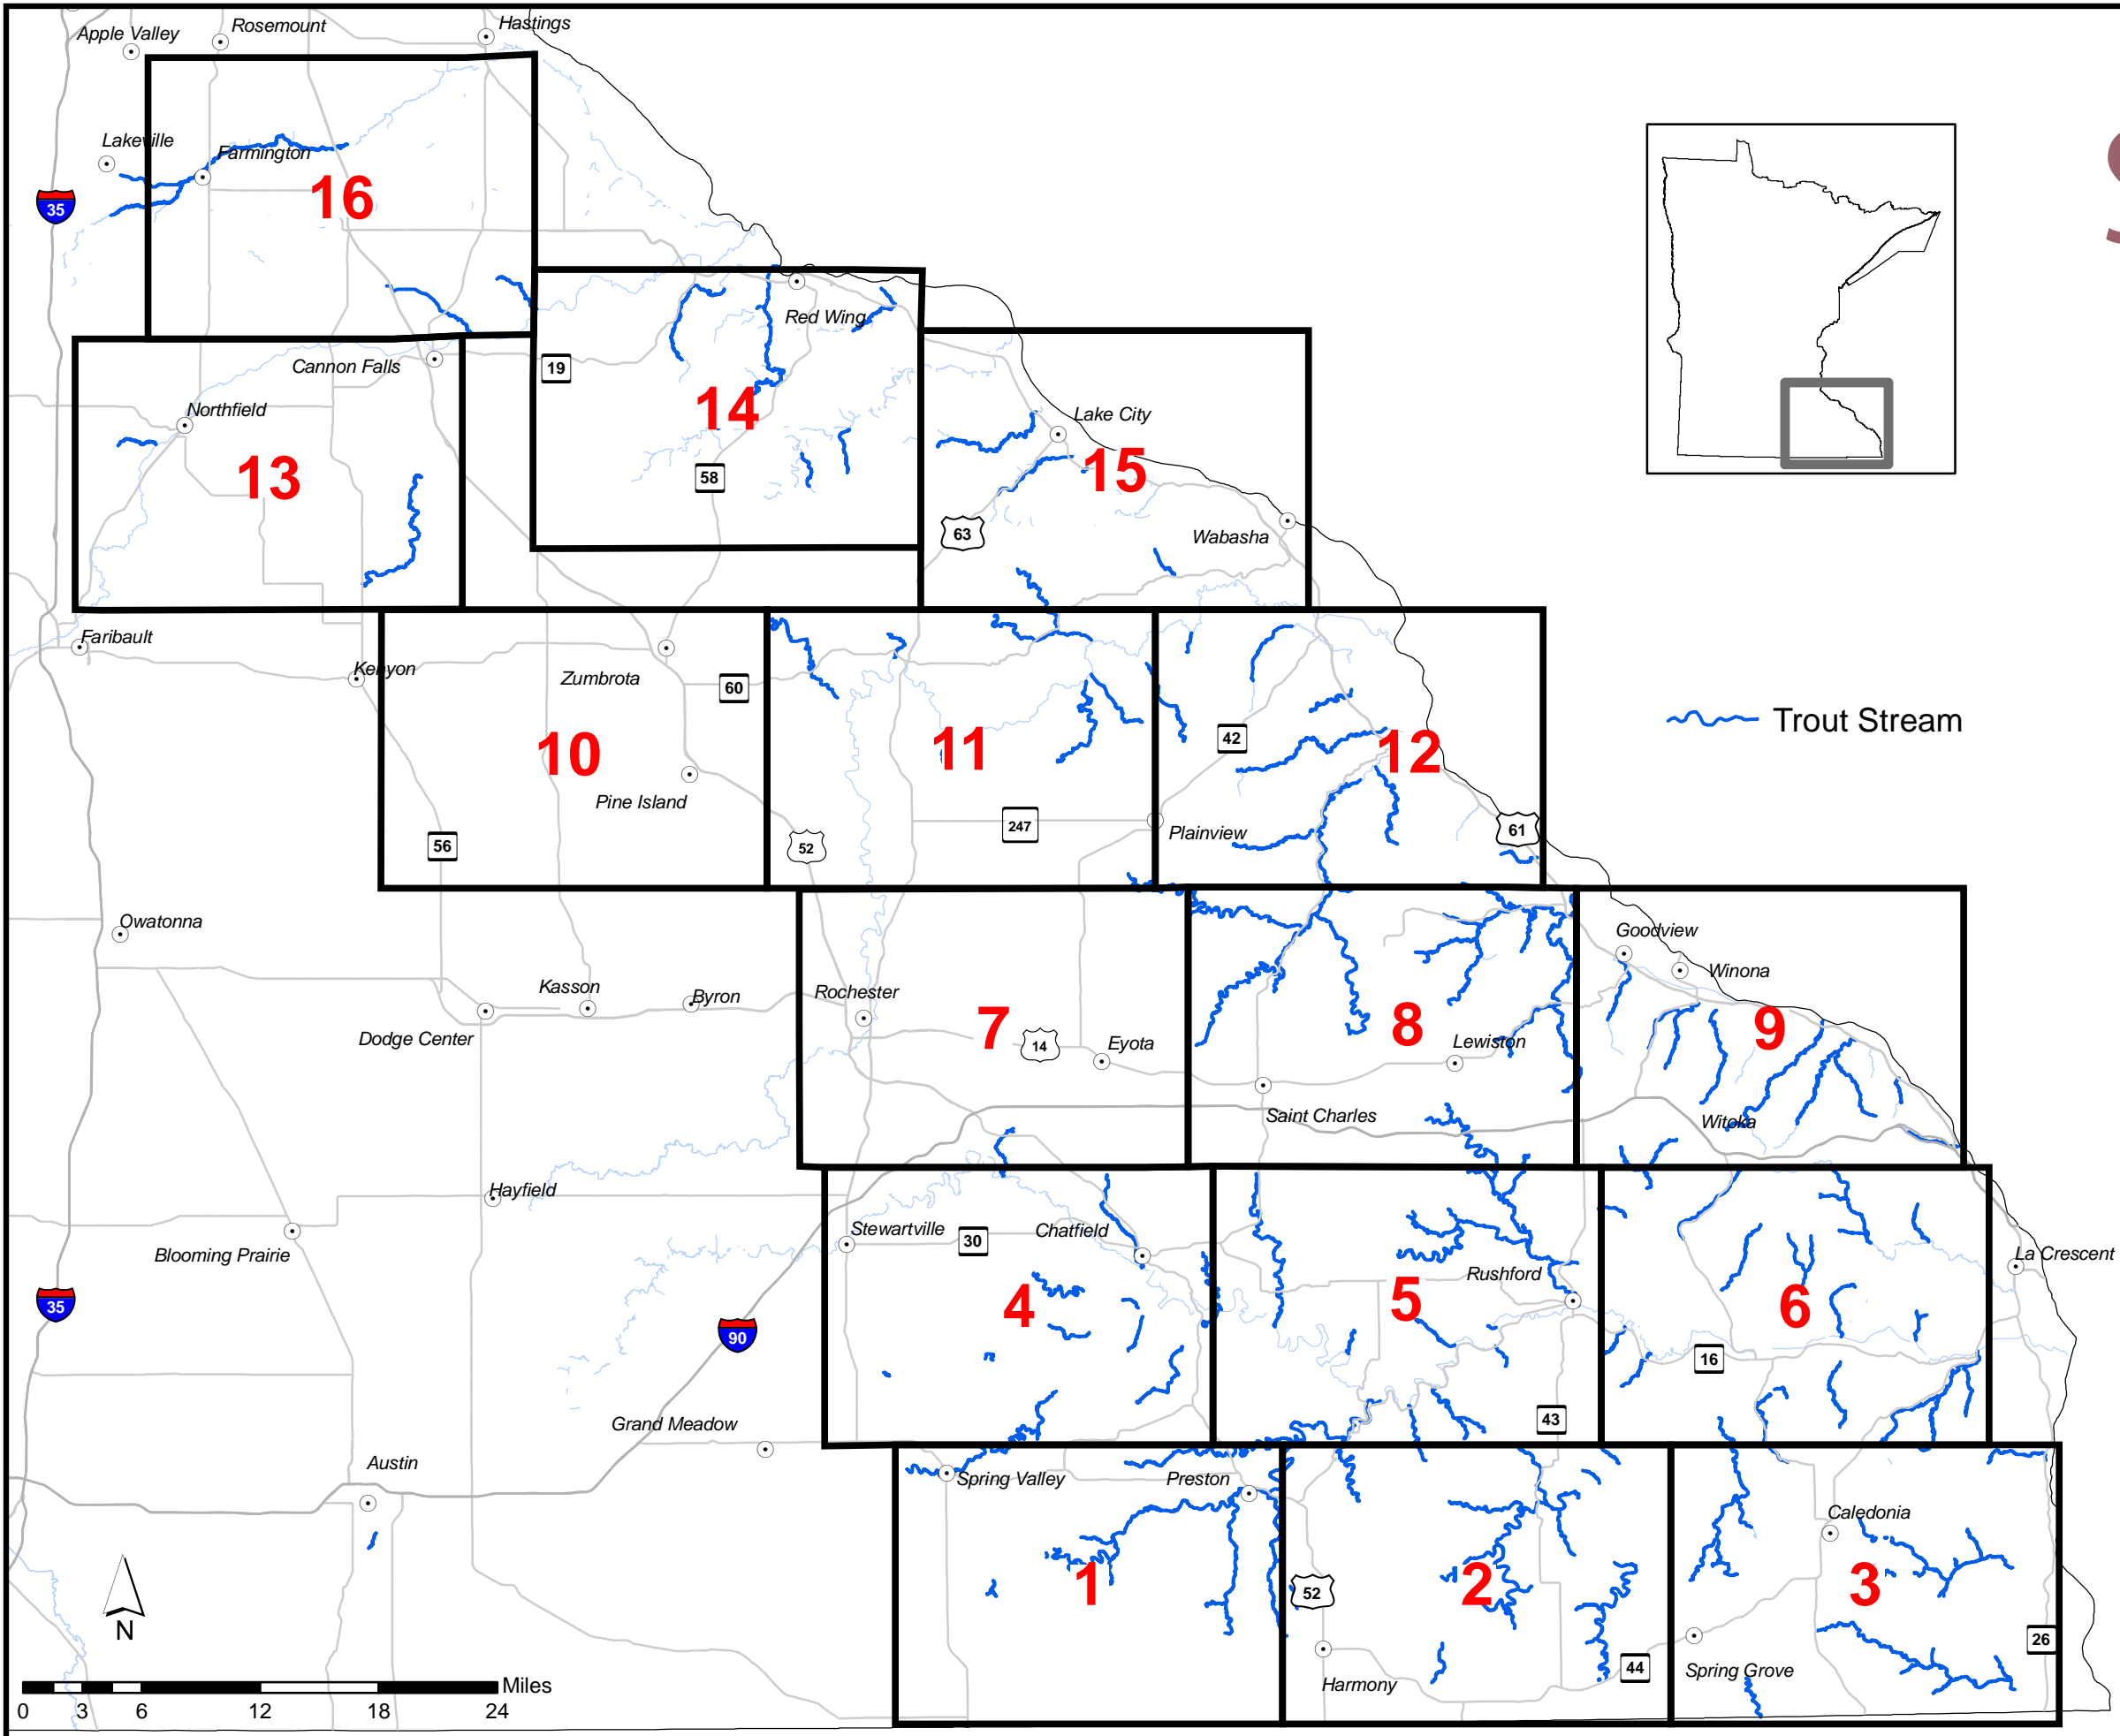 Hastings
Rosemount
Apple Valley
S
Lakeville
Farmington
16
35
Red Wing
Cannon Falls
19
14
Northfield
Lake City
13
58
15
63
Wabasha
Faribault
Kenyon
Zumbrota
60
Trout Stream
42
10
11
12
Pine Island
56
52
247
Plainview
61
Owatonna
Goodview
Winona
Kasson
Byron
Rochester
Dodge Center
7
14
Eyota
8
Lewiston
9
Saint Charles
Witoka
Hayfield
Stewartville
30
Chatfield
Blooming Prairie
La Crescent
35
90
4
5
Rushford
6
16
Grand Meadow
43
Austin
Spring Valley
Preston
Caledonia
1
52
2
3
N
26
44
Spring Grove
Harmony
Miles
0 3 6 12 18 24